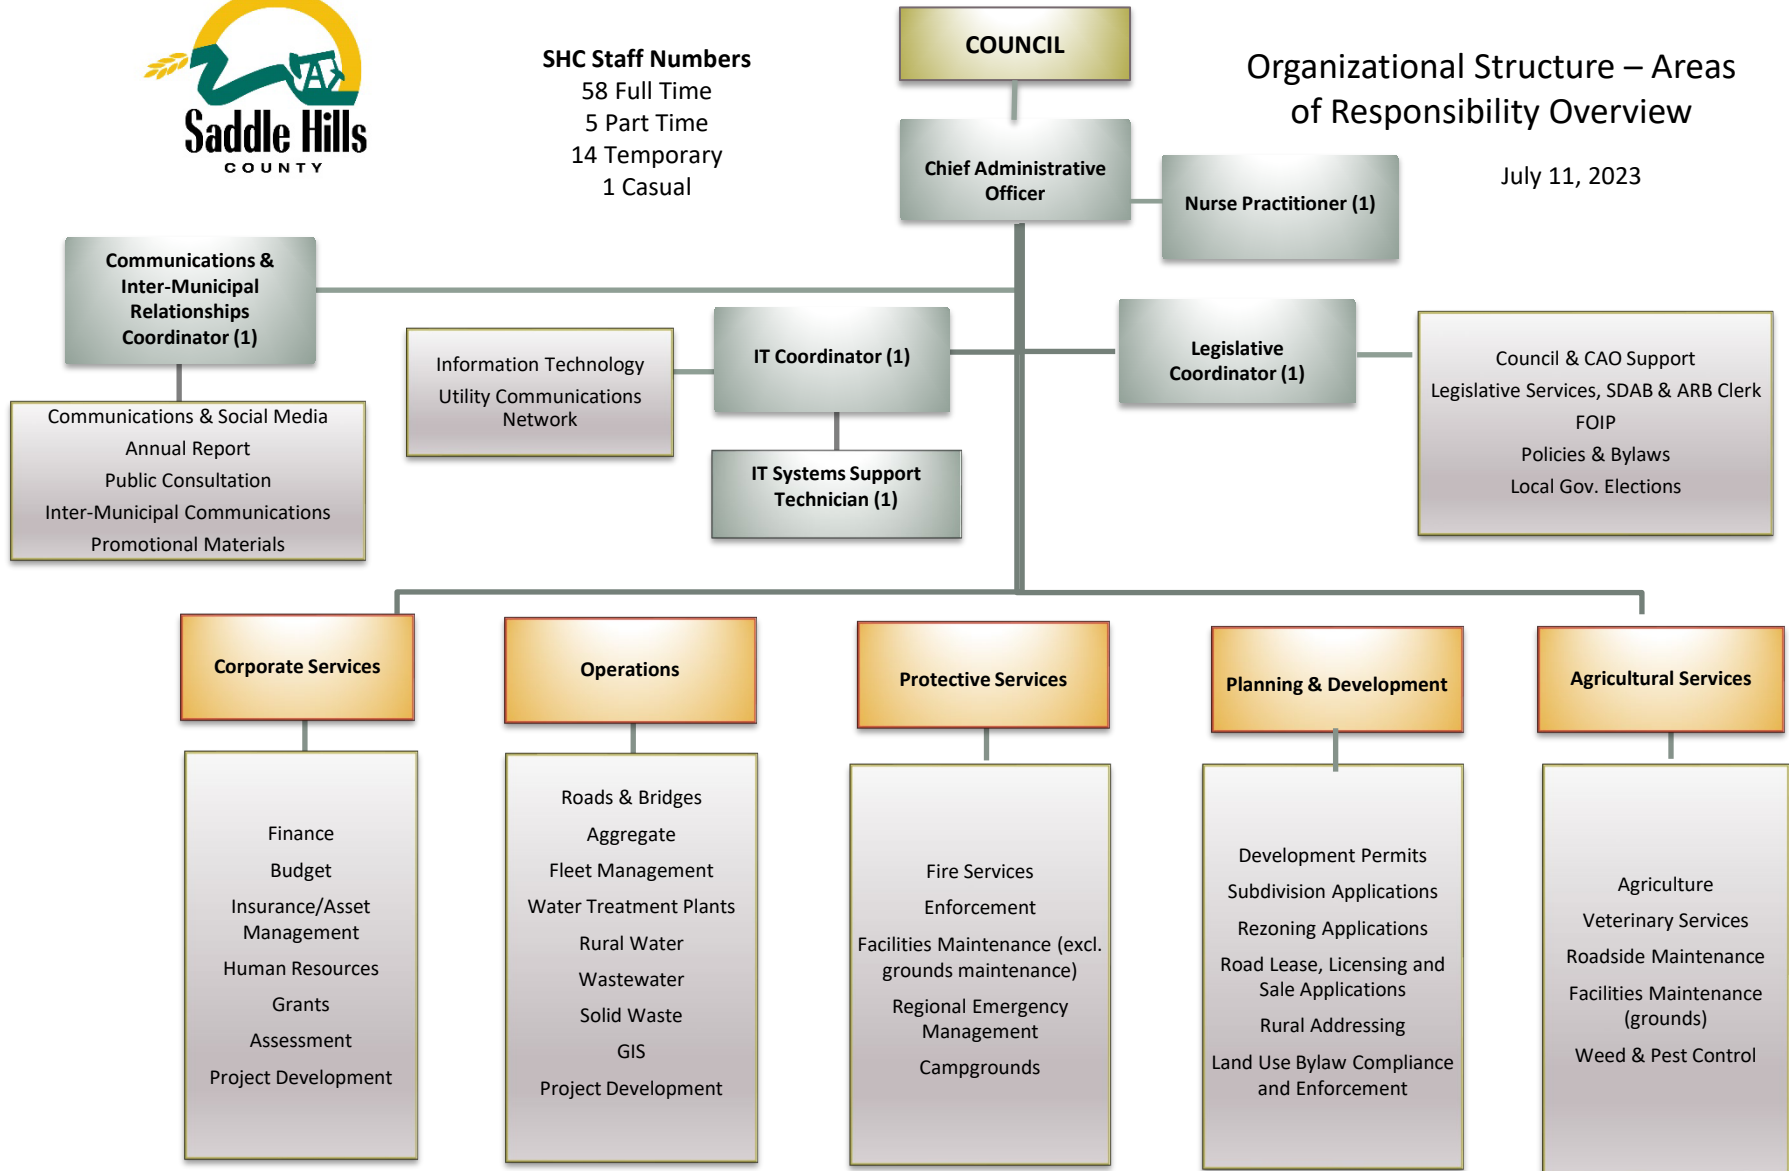 Saddle Hills
COUNTY
SHC Staff Numbers
58 Full Time
5 Part Time
14 Temporary
1 Casual
COUNCIL
Organizational Structure – Areas
of Responsibility Overview
July 11, 2023
Chief Administrative
Officer
Nurse Practitioner (1)
Communications &
Inter-Municipal
Relationships
Coordinator (1)
Communications & Social Media
Annual Report
Public Consultation
Inter-Municipal Communications
Promotional Materials
Information Technology
Utility Communications
Network
IT Coordinator (1)
IT Systems Support
Technician (1)
Legislative
Coordinator (1)
Council & CAO Support
Legislative Services, SDAB & ARB Clerk
FOIP
Policies & Bylaws
Local Gov. Elections
Corporate Services
Finance
Budget
Insurance/Asset
Management
Human Resources
Grants
Assessment
Project Development
Operations
Roads & Bridges
Aggregate
Fleet Management
Water Treatment Plants
Rural Water
Wastewater
Solid Waste
GIS
Project Development
Protective Services
Fire Services
Enforcement
Facilities Maintenance (excl.
grounds maintenance)
Regional Emergency
Management
Campgrounds
Planning & Development
Development Permits
Subdivision Applications
Rezoning Applications
Road Lease, Licensing and
Sale Applications
Rural Addressing
Land Use Bylaw Compliance
and Enforcement
Agricultural Services
Agriculture
Veterinary Services
Roadside Maintenance
Facilities Maintenance
(grounds)
Weed & Pest Control